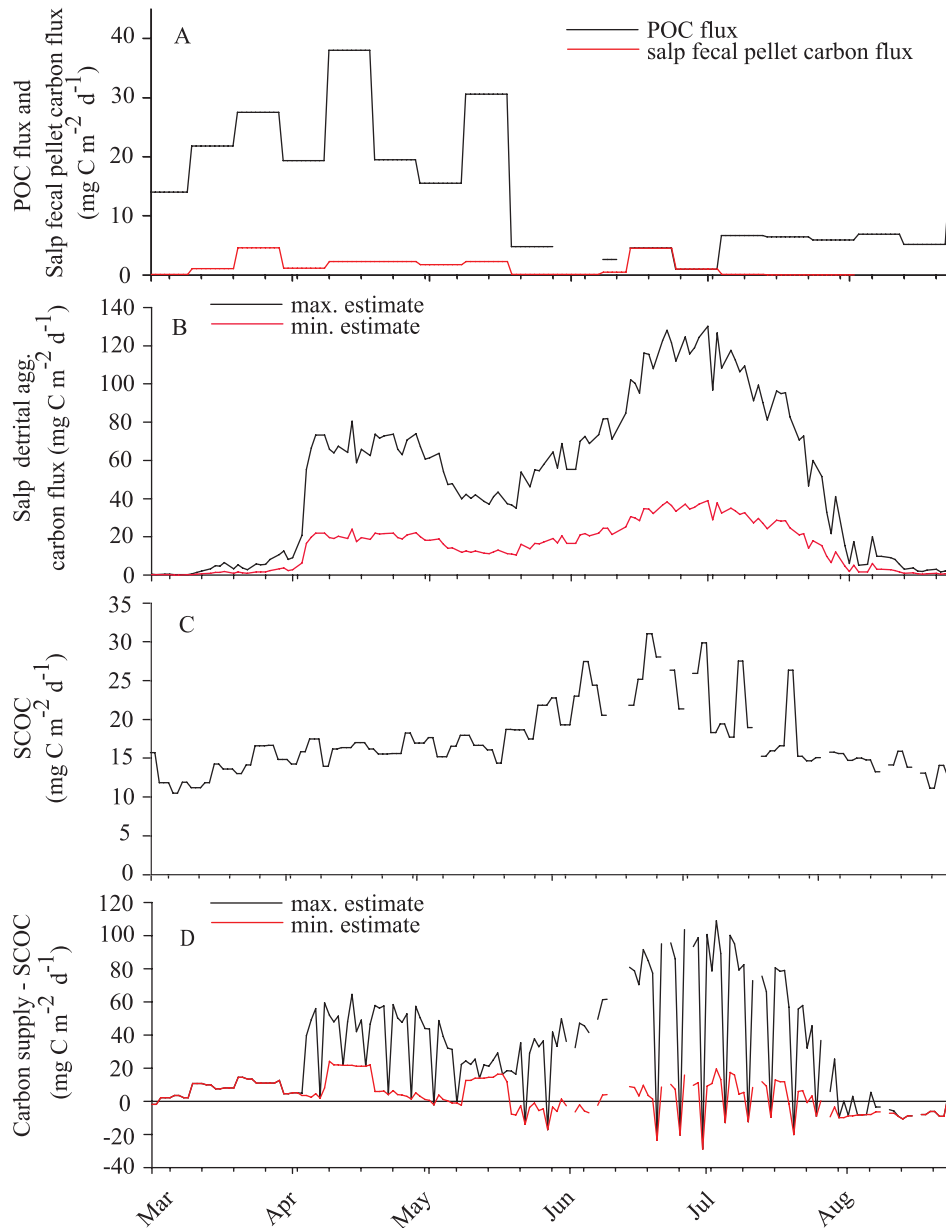 A
POC flux
salp fecal pellet carbon flux
POC flux and
Salp fecal pellet carbon flux
(mg C m-2 d-1)
40
30
20
10
0
B
max. estimate
min. estimate
Salp detrital agg.
carbon flux (mg C m-2 d-1)
140
120
100
80
60
40
20
0
C
SCOC
(mg C m-2 d-1)
35
30
25
20
15
10
5
0
D
max. estimate
min. estimate
Carbon supply - SCOC
(mg C m-2 d-1)
120
100
80
60
40
20
0
-20
-40
Mar Apr May Jun Jul Aug